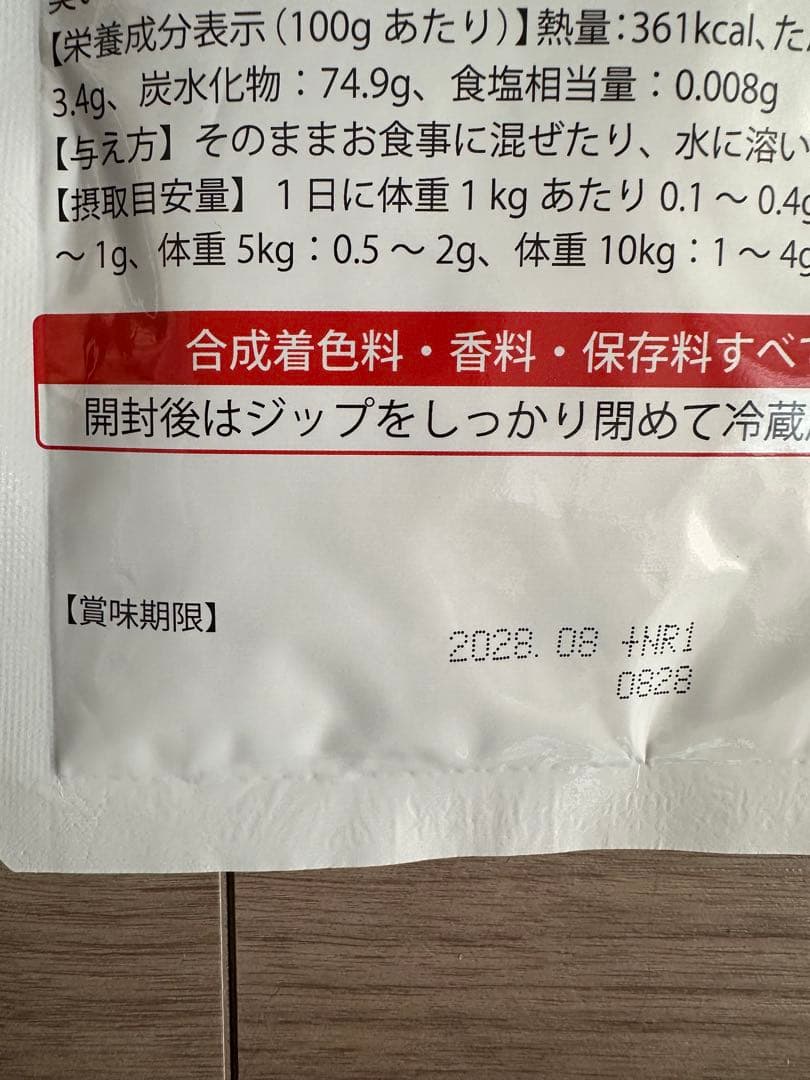 【栄養成分表示(100g あたり)】熱量:361kcal、た
3.4g、炭水化物:74.9g、食塩相当量:0.008g
【与え方】そのままお食事に混ぜたり、水に溶い
【摂取目安量】 1日に体重1kg あたり 0.1～0.4g
～1g、体重 5kg:0.5～2g、体重 10kg:1～4g
合成着色料・香料・保存料すべて
開封後はジップをしっかり閉めて冷蔵
【賞味期限】
2028. 08 +NR1
0828